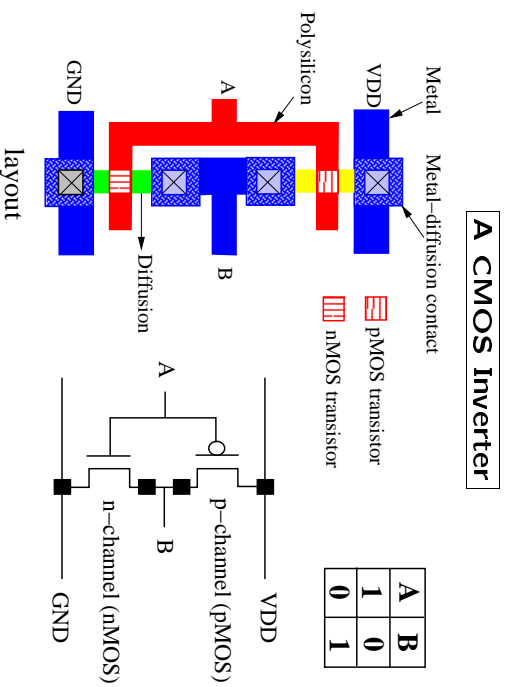 A CMOS Inverter
Metal
Metal-diffusion contact
VDD
Polysilicon
A
B
GND
Diffusion
layout
pMOS transistor
nMOS transistor
A
B
VDD
p-channel (pMOS)
n-channel (nMOS)
GND
A B
1 0
0 1